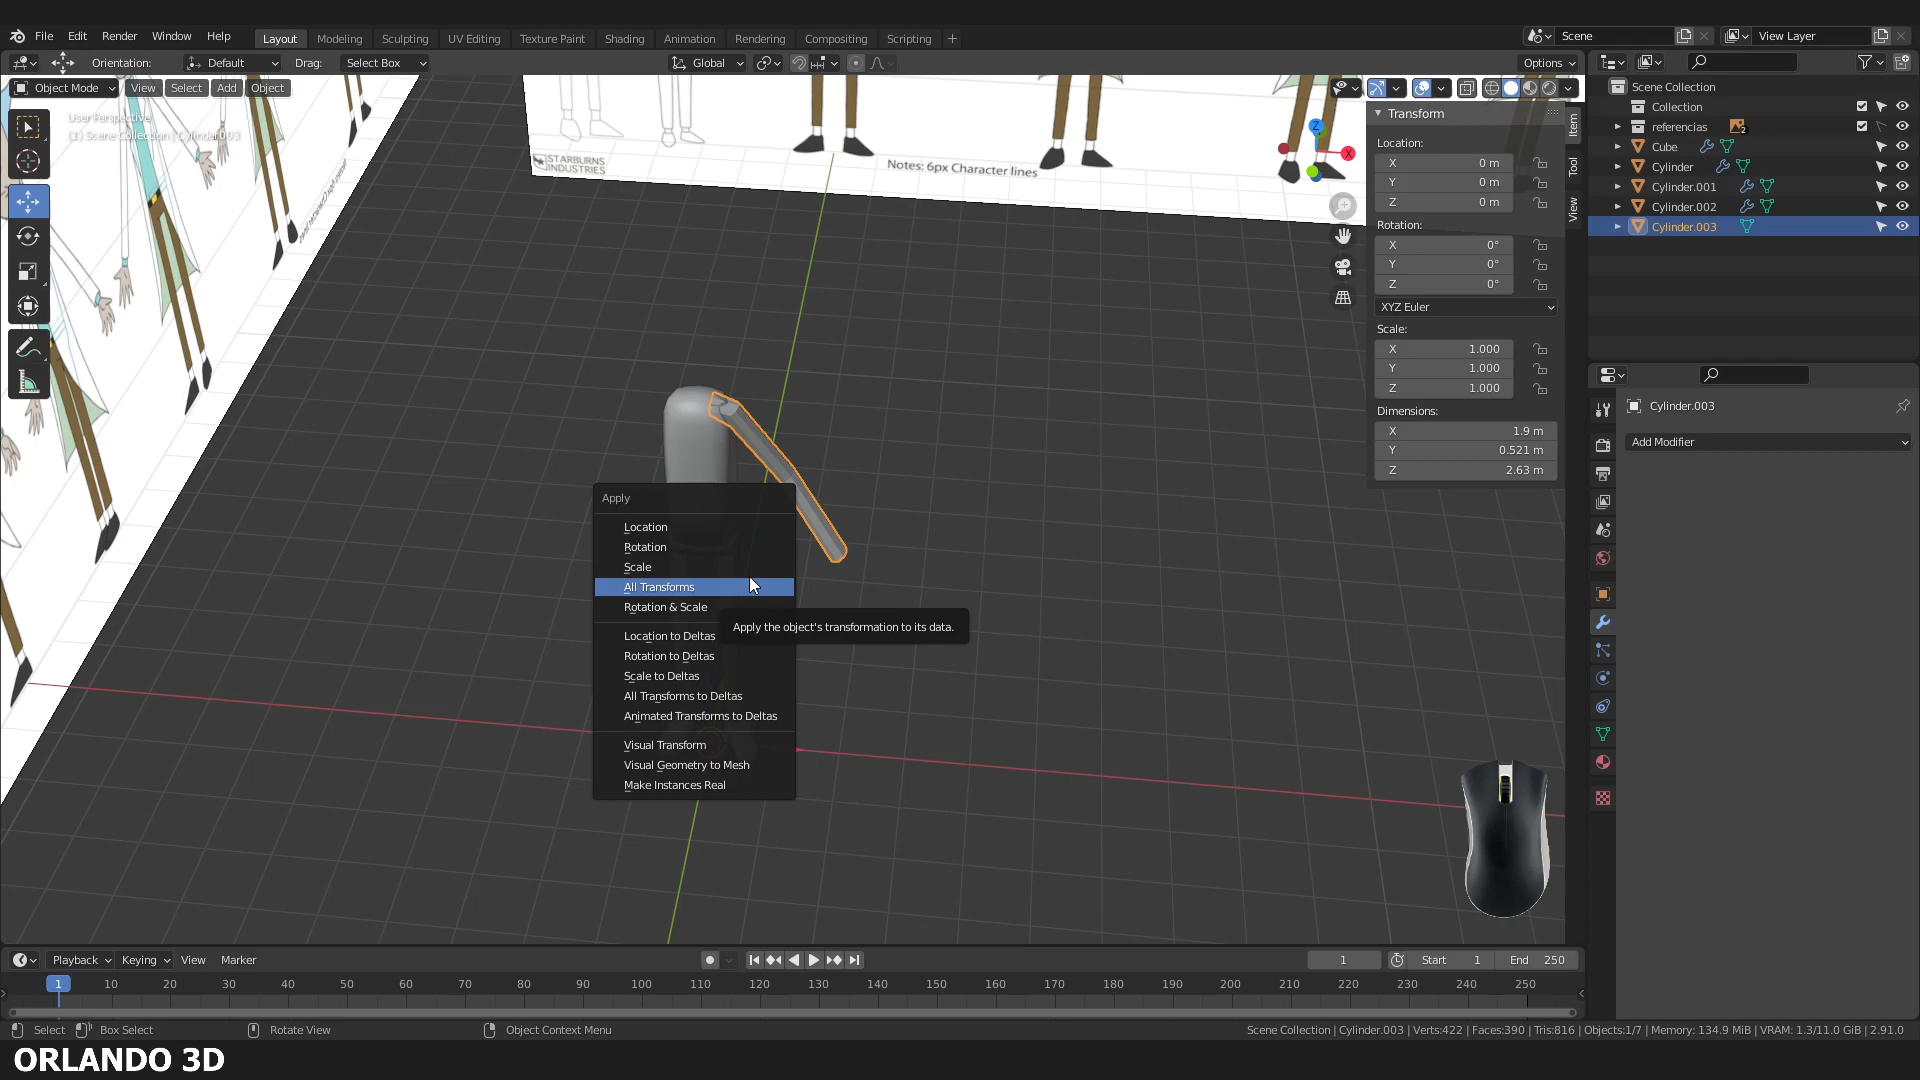 File Edit Render Window Help
Layout Modeling Sculpting UV Editing Texture Paint Shading Animation Rendering Compositing Scripting +
Scene
View Layer
Orientation: Default Drag: Select Box
Global
Options
Object Mode View Select Add Object
User Perspective
(1) Scene Collection | Cylinder.003
STARBURNS
INDUSTRIES
Notes: 6px Character lines
Z
X
Transform
Location:
X 0 m
Y 0 m
Z 0 m
Rotation:
X 0°
Y 0°
Z 0°
XYZ Euler
Scale:
X 1.000
Y 1.000
Z 1.000
Dimensions:
X 1.9 m
Y 0.521 m
Z 2.63 m
Item
Tool
View
Scene Collection
Collection
referencias 2
Cube
Cylinder
Cylinder.001
Cylinder.002
Cylinder.003
Cylinder.003
Add Modifier
Apply
Location
Rotation
Scale
All Transforms
Rotation & Scale
Location to Deltas
Rotation to Deltas
Scale to Deltas
All Transforms to Deltas
Animated Transforms to Deltas
Visual Transform
Visual Geometry to Mesh
Make Instances Real
Apply the object's transformation to its data.
Playback Keying View Marker
1 Start 1 End 250
1 10 20 30 40 50 60 70 80 90 100 110 120 130 140 150 160 170 180 190 200 210 220 230 240 250
Select Box Select Rotate View Object Context Menu
Scene Collection | Cylinder.003 | Verts:422 | Faces:390 | Tris:816 | Objects:1/7 | Memory: 134.9 MiB | VRAM: 1.3/11.0 GiB | 2.91.0
ORLANDO 3D